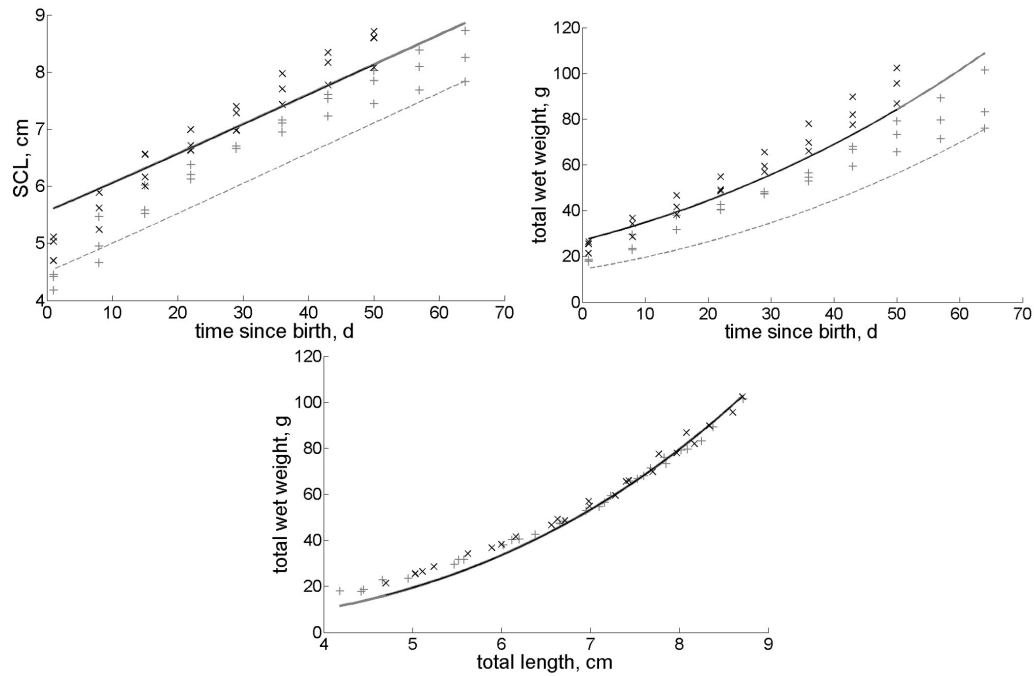 9
8
7
6
5
4
SCL, cm
0 10 20 30 40 50 60 70
time since birth, d
120
100
80
60
40
20
0
total wet weight, g
0 10 20 30 40 50 60 70
time since birth, d
120
100
80
60
40
20
0
total wet weight, g
4 5 6 7 8 9
total length, cm